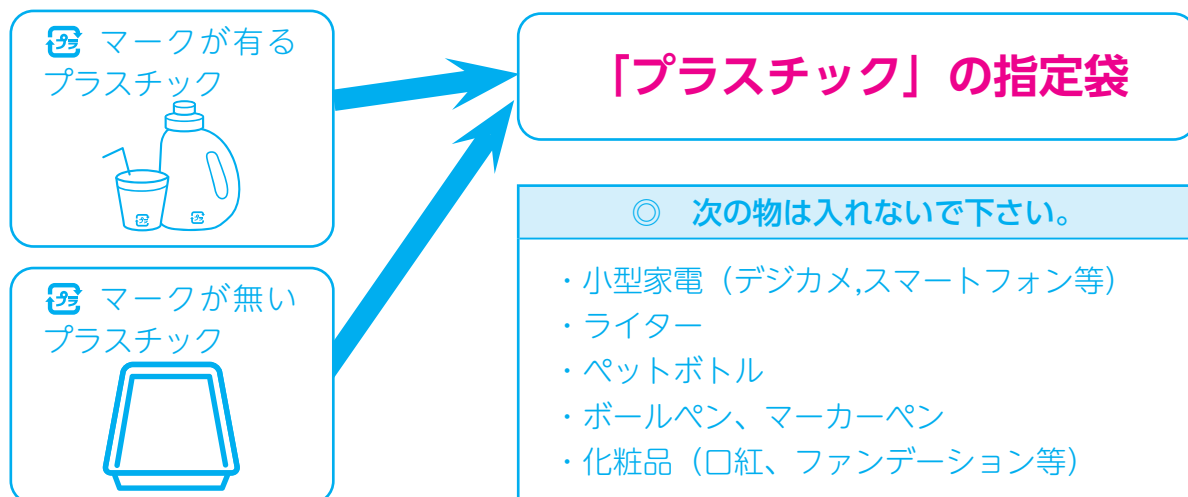 プラ マークが有る
プラスチック
プラ
プラ
「プラスチック」の指定袋
プラ マークが無い
プラスチック
◎ 次の物は入れないで下さい。
・小型家電（デジカメ,スマートフォン等）
・ライター
・ペットボトル
・ボールペン、マーカーペン
・化粧品（口紅、ファンデーション等）